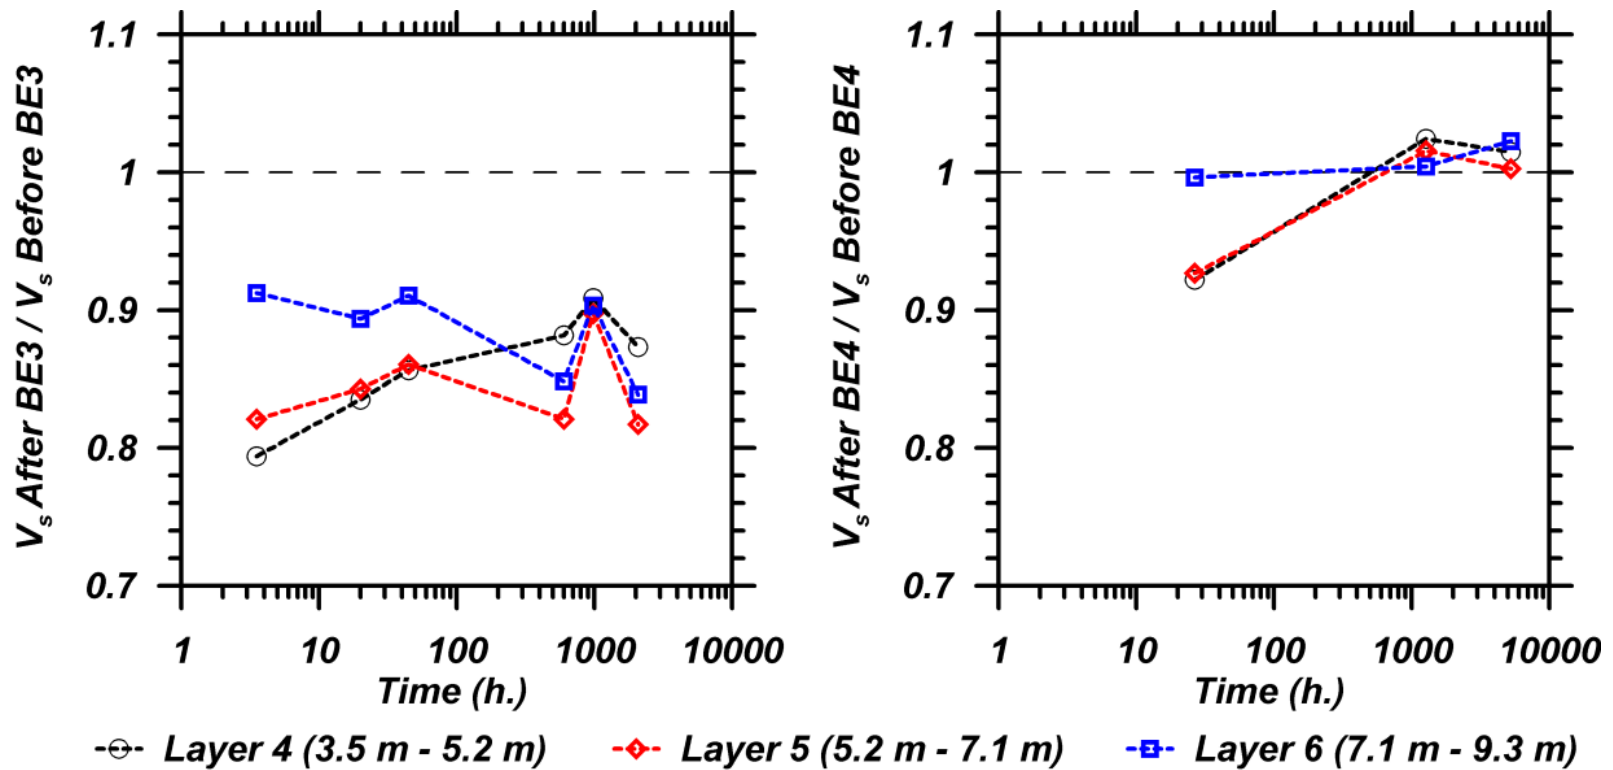 Vs After BE3 / Vs Before BE3
1.1
1
0.9
0.8
0.7
1 10 100 1000 10000
Time (h.)
Vs After BE4 / Vs Before BE4
1.1
1
0.9
0.8
0.7
1 10 100 1000 10000
Time (h.)
Layer 4 (3.5 m - 5.2 m) Layer 5 (5.2 m - 7.1 m) Layer 6 (7.1 m - 9.3 m)